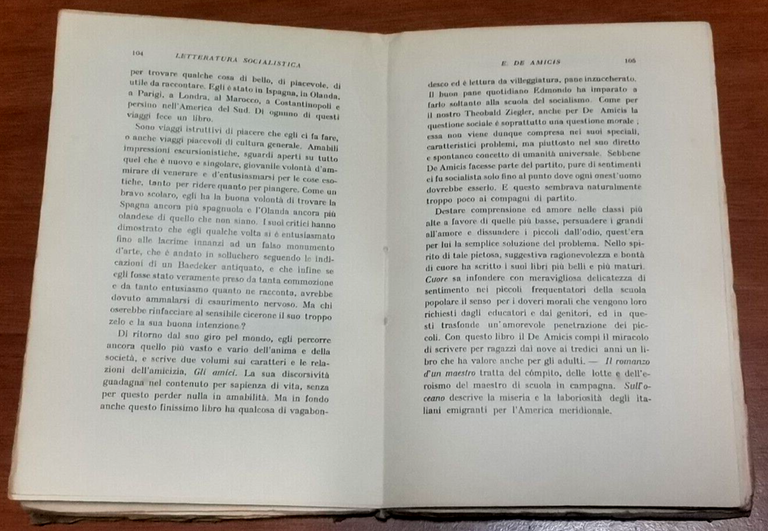 104 LETTERATURA SOCIALISTICA
per trovare qualche cosa di bello, di piacevole, di
utile da raccontare. Egli è stato in Ispagna, in Olanda,
a Parigi, a Londra, al Marocco, a Costantinopoli e
persino nell'America del Sud. Di ognuno di questi
viaggi fece un libro.
Sono viaggi istruttivi di piacere che egli ci fa fare,
o anche viaggi piacevoli di cultura generale. Amabili
impressioni escursionistiche, sguardi aperti su tutto
quel che è nuovo e singolare, giovanile volontà d'am-
mirare di venerare e d'entusiasmarsi per le cose eso-
tiche, tanto per ridere quanto per piangere. Come un
bravo scolaro, egli ha la buona volontà di trovare la
Spagna ancora più spagnuola e l'Olanda ancora più
olandese di quello che non siano. I suoi critici hanno
dimostrato che egli qualche volta si è entusiasmato
fino alle lacrime innanzi ad un falso monumento
d'arte, che è andato in solluchero seguendo le indi-
cazioni di un Baedeker antiquato, e che infine se
egli fosse stato veramente preso da tanta commozione
e da tanto entusiasmo quanto ne racconta, avrebbe
dovuto ammalarsi di esaurimento nervoso. Ma chi
oserebbe rinfacciare al sensibile cicerone il suo troppo
zelo e la sua buona intenzione?
Di ritorno dal suo giro pel mondo, egli percorre
ancora quello più vasto e vario dell'anima e della
società, e scrive due volumi sui caratteri e le rela-
zioni dell'amicizia, Gli amici. La sua discorsività
guadagna nel contenuto per sapienza di vita, senza
per questo perder nulla in amabilità. Ma in fondo
anche questo finissimo libro ha qualcosa di vagabon-
E. DE AMICIS 105
desco ed è lettura da villeggiatura, pane inzuccherato.
Il buon pane quotidiano Edmondo ha imparato a
farlo soltanto alla scuola del socialismo. Come per
il nostro Theobald Ziegler, anche per De Amicis la
questione sociale è soprattutto una questione morale;
essa non viene dunque compresa nei suoi speciali,
caratteristici problemi, ma piuttosto nel suo diretto
e spontaneo concetto di umanità universale. Sebbene
De Amicis facesse parte del partito, pure di sentimenti
ci fu socialista solo fino al punto dove ogni onest'uomo
dovrebbe esserlo. E questo sembrava naturalmente
troppo poco ai compagni di partito.
Destare comprensione ed amore nelle classi più
alte a favore di quelle più basse, persuadere i grandi
all'amore e dissuadere i piccoli dall'odio, quest'era
per lui la semplice soluzione del problema. Nello spi-
rito di tale pietosa, suggestiva ragionevolezza e bontà
di cuore ha scritto i suoi libri più belli e più maturi.
Cuore sa infondere con meravigliosa delicatezza di
sentimento nei piccoli frequentatori della scuola
popolare il senso per i doveri morali che vengono loro
richiesti dagli educatori e dai genitori, ed in que-
sti trasfonde un'amorevole penetrazione dei pic-
coli. Con questo libro il De Amicis compì il miracolo
di scrivere per ragazzi dai nove ai tredici anni un li-
bro che ha valore anche per gli adulti. — Il romanzo
d'un maestro tratta del cómpito, delle lotte e dell'e-
roismo del maestro di scuola in campagna. Sull'o-
ceano descrive la miseria e la laboriosità degli ita-
liani emigranti per l'America meridionale.